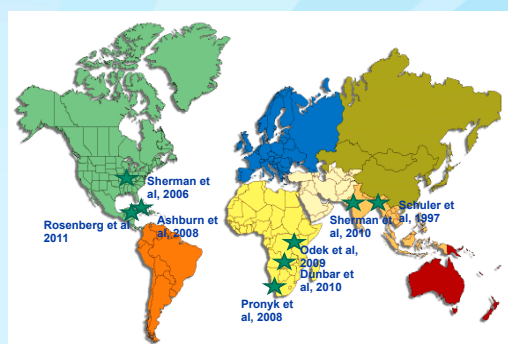 Sherman et
al, 2006
Rosenberg et al
2011
Ashburn et
al, 2008
Sherman et
al, 2010
Schuler et
al, 1997
Odek et al,
2009
Dunbar et
al, 2010
Pronyk et
al, 2008